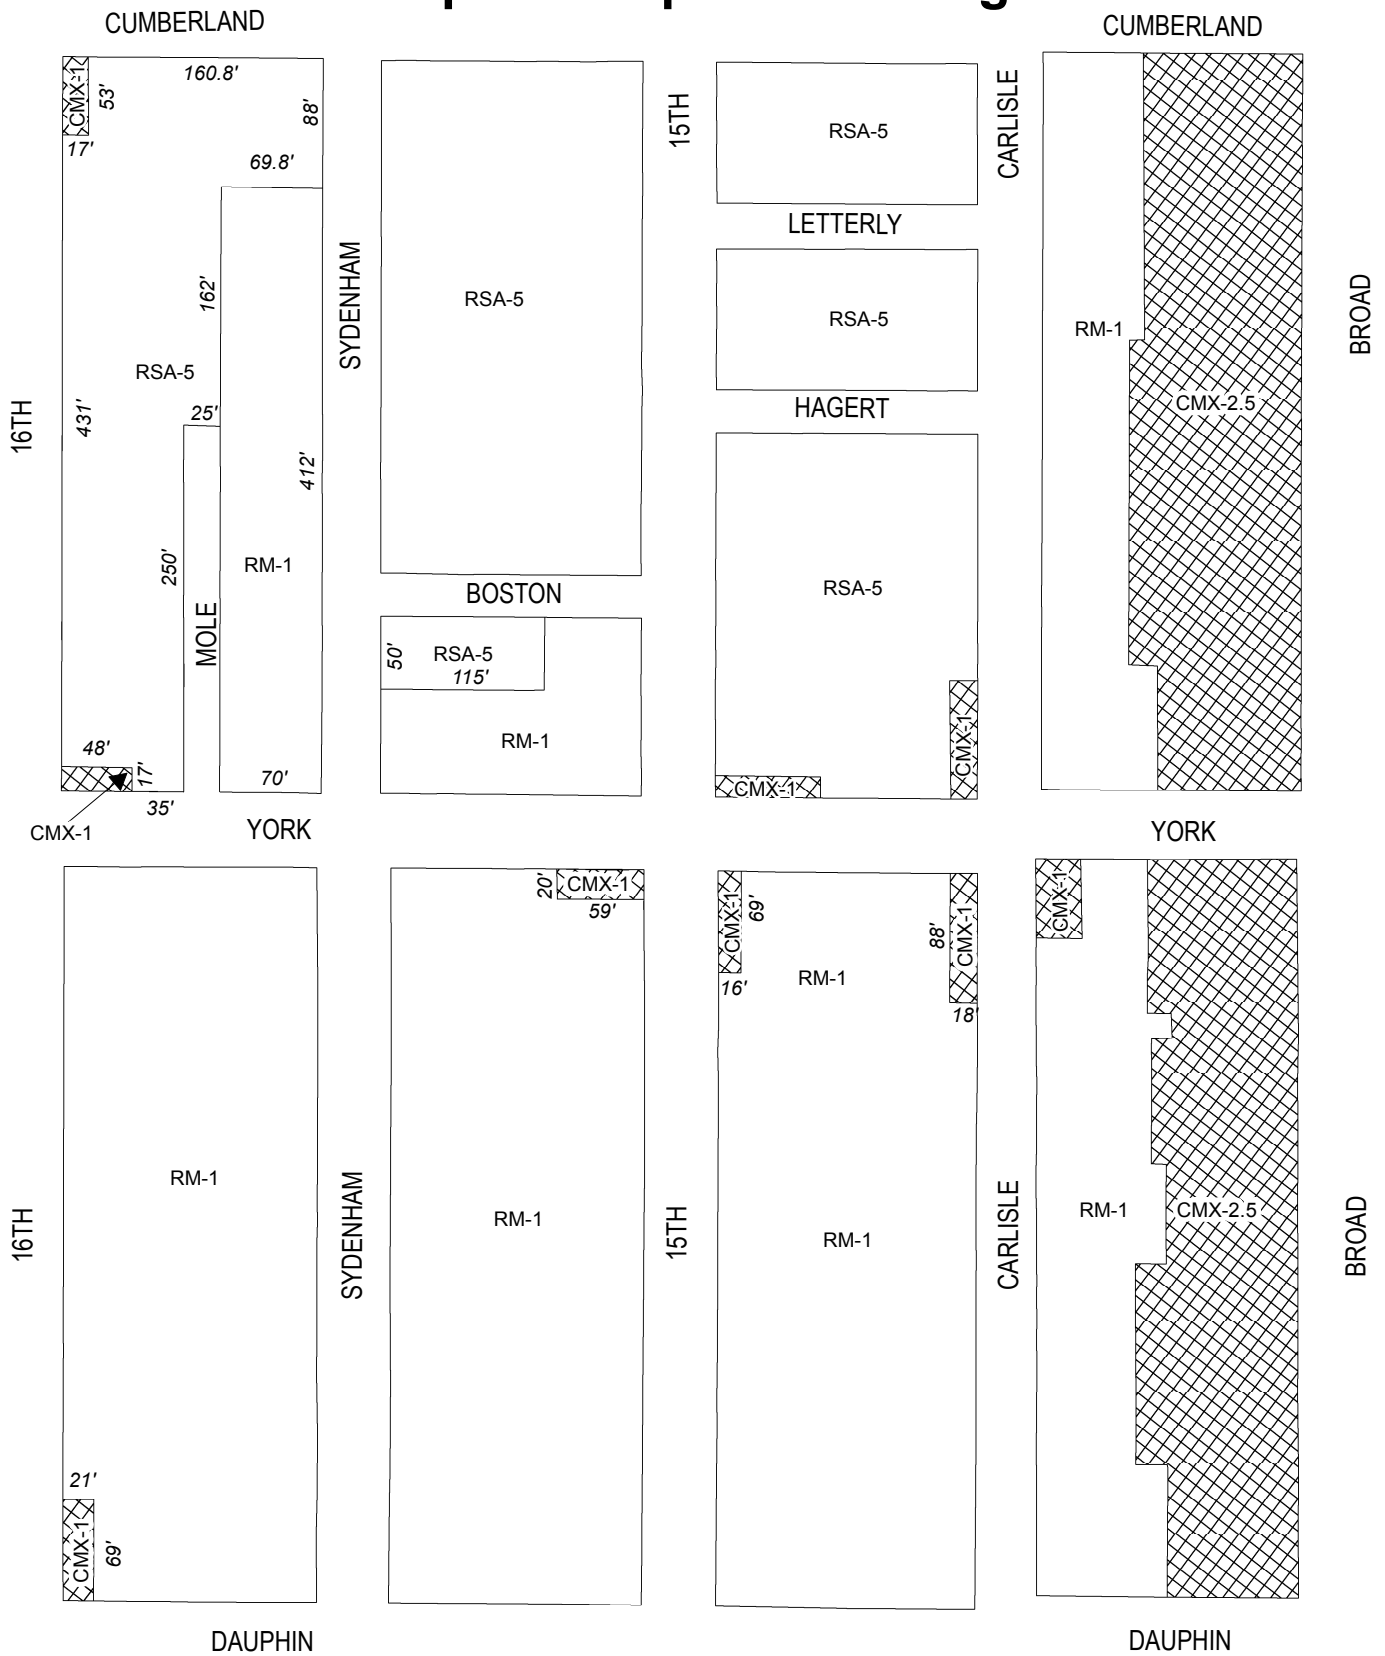 CUMBERLAND
CUMBERLAND
CMX-1
53'
160.8'
88'
17'
69.8'
15TH
RSA-5
CARLISLE
LETTERLY
162'
SYDENHAM
RSA-5
RSA-5
RM-1
BROAD
RSA-5
25'
16TH
431'
412'
HAGERT
CMX-2.5
250'
RM-1
MOLE
BOSTON
RSA-5
50'
RSA-5
115'
RM-1
CMX-1
48'
17'
35'
70'
CMX-1
CMX-1
YORK
YORK
20'
CMX-1
59'
CMX-1
69'
16'
RM-1
88'
CMX-1
18'
CMX-1
16TH
RM-1
SYDENHAM
RM-1
15TH
RM-1
CARLISLE
RM-1
CMX-2.5
BROAD
21'
CMX-1
69'
DAUPHIN
DAUPHIN